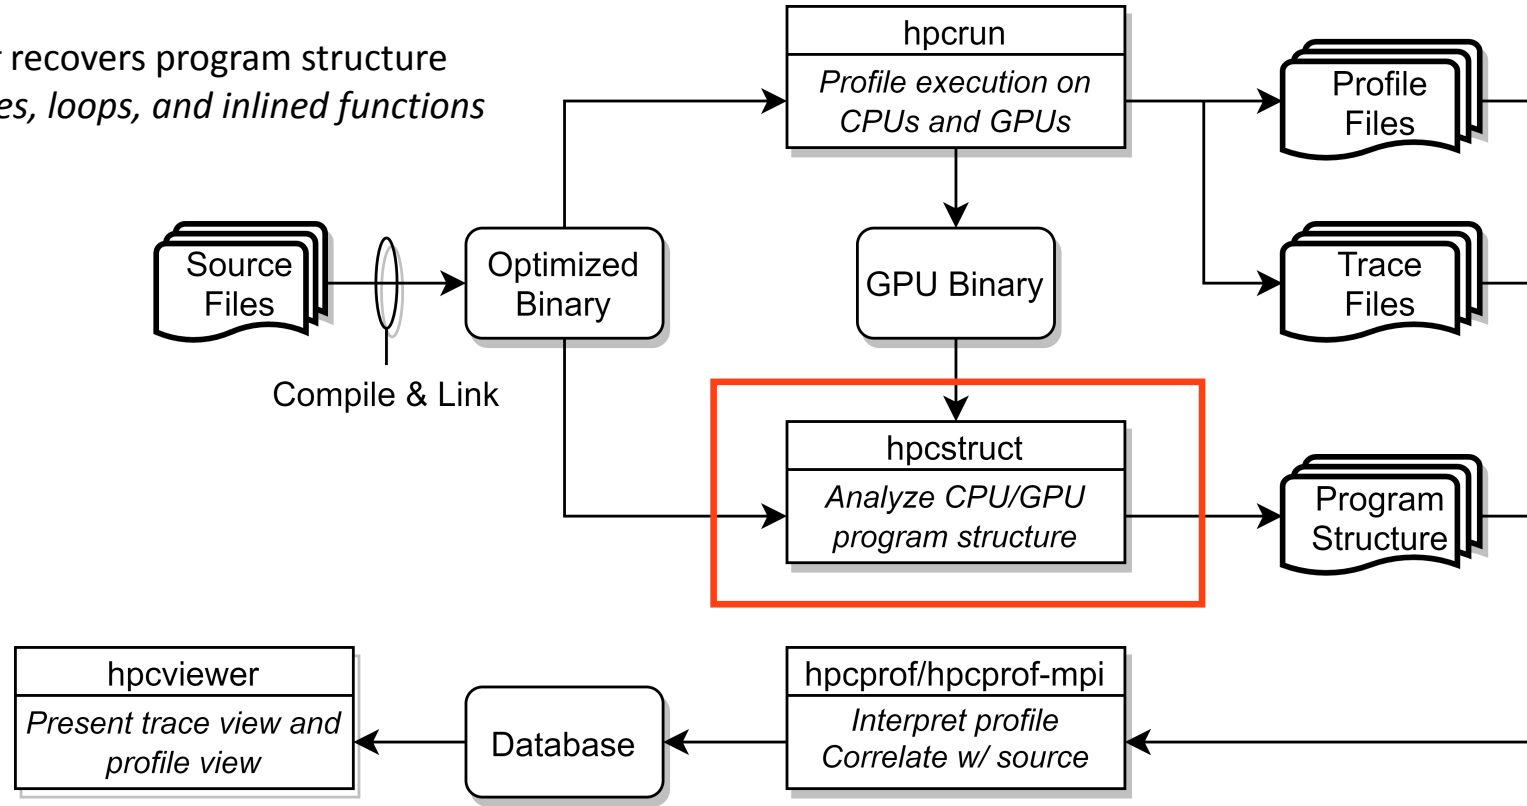 recovers program structure
loops, and inlined functions
hpcrun
Profile execution on
CPUs and GPUs
Profile
Files
Source
Files
Optimized
Binary
GPU Binary
Trace
Files
Compile & Link
hpcstruct
Analyze CPU/GPU
program structure
Program
Structure
hpcviewer
Present trace view and
profile view
Database
hpcprof/hpcprof-mpi
Interpret profile
Correlate w/ source